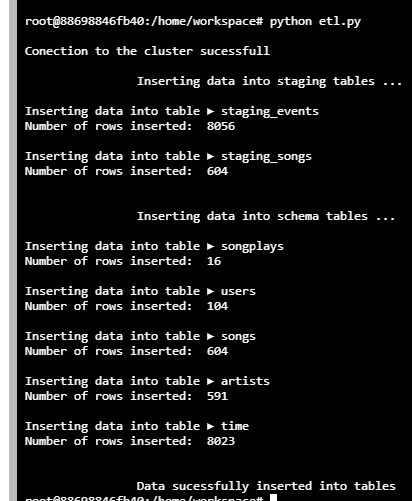 root@88698846fb40:/home/workspace# python etl.py
Conection to the cluster sucessfull
Inserting data into staging tables ...
Inserting data into table ► staging_events
Number of rows inserted: 8056
Inserting data into table ► staging_songs
Number of rows inserted: 604
Inserting data into schema tables ...
Inserting data into table ► songplays
Number of rows inserted: 16
Inserting data into table ► users
Number of rows inserted: 104
Inserting data into table ► songs
Number of rows inserted: 604
Inserting data into table ► artists
Number of rows inserted: 591
Inserting data into table ► time
Number of rows inserted: 8023
Data sucessfully inserted into tables
root@88698846fb40:/home/workspace#